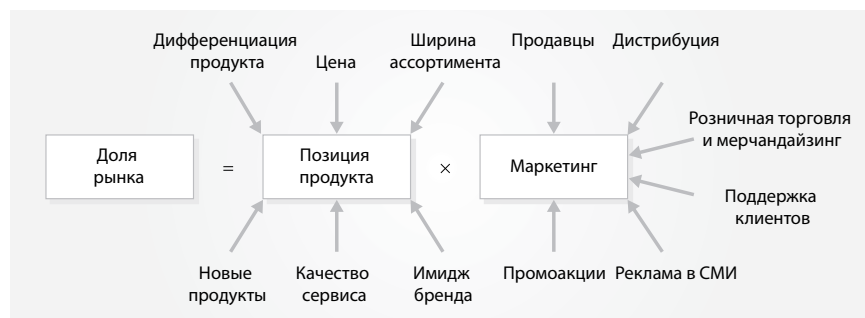 Дифференциация
продукта
Цена
Ширина
ассортимента
Продавцы
Дистрибуция
Розничная торговля
и мерчандайзинг
Доля
рынка
=
Позиция
продукта
×
Маркетинг
Поддержка
клиентов
Новые
продукты
Качество
сервиса
Имидж
бренда
Промоакции
Реклама в СМИ